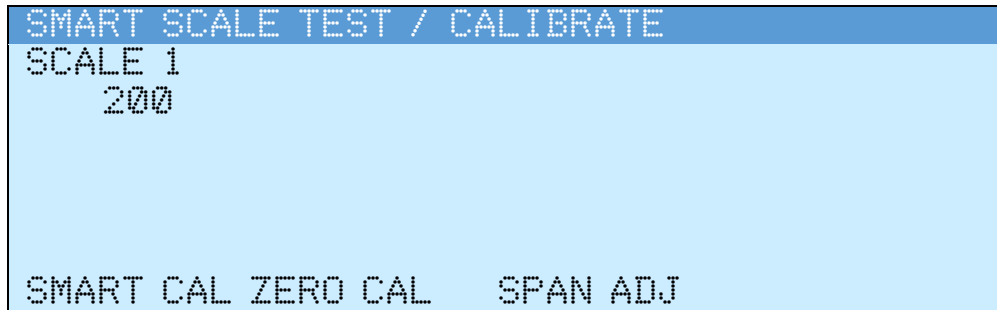 SMART SCALE TEST / CALIBRATE
SCALE 1
200
SMART CAL ZERO CAL SPAN ADJ